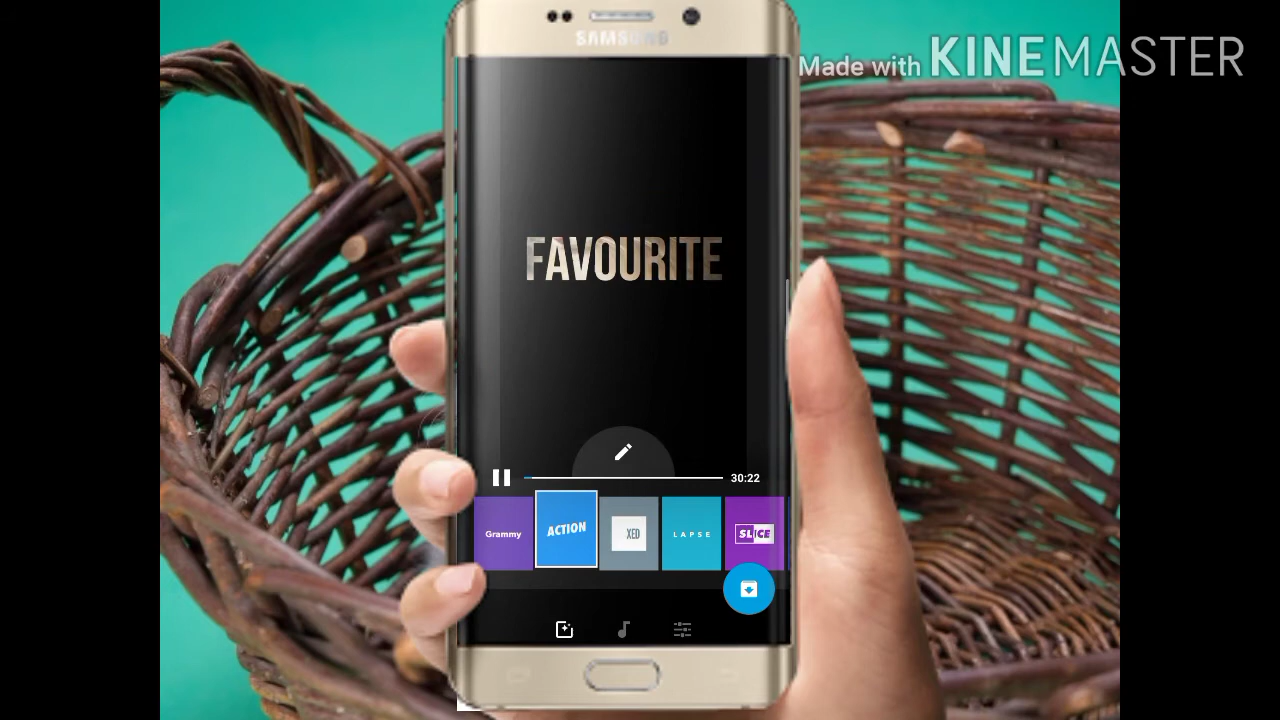 SAMSUNG
Made with KINEMASTER
FAVOURITE
30:22
Grammy
ACTION
XED
LAPSE
SLICE